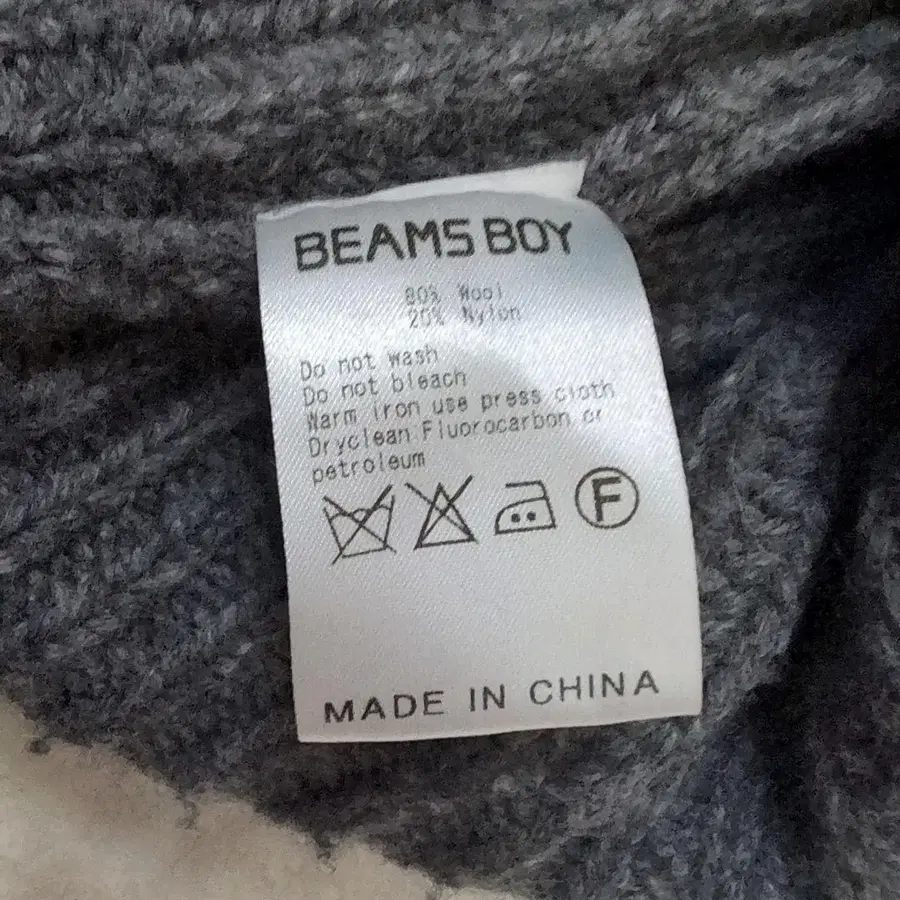 BEAMS BOY
80% Wool
20% Nylon
Do not wash
Do not bleach
Warm iron use press cloth
Dryclean Fluorocarbon or
petroleum
F
MADE IN CHINA